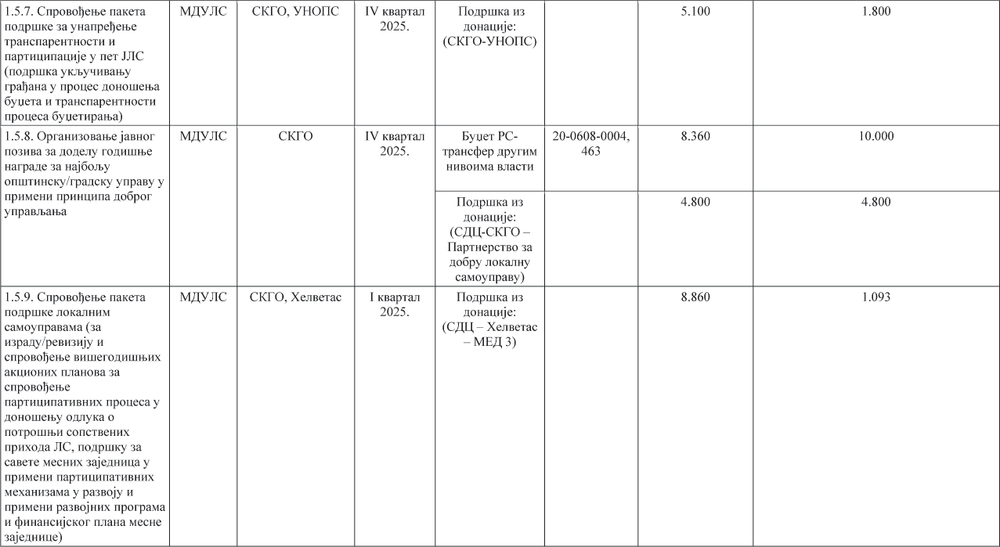 1.5.7. Спровођење пакета
подршке за унапређење
транспарентности и
партиципације у пет ЈЛС
(подршка укључивању
грађана у процес доношења
буџета и транспарентности
процеса буџетирања)
МДУЛС
СКГО, УНОПС
IV квартал
2025.
Подршка из
донације:
(СКГО-УНОПС)
5.100
1.800
1.5.8. Организовање јавног
позива за доделу годишње
награде за најбољу
општинску/градску управу у
примени принципа доброг
управљања
МДУЛС
СКГО
IV квартал
2025.
Буџет РС-
трансфер другим
нивоима власти
20-0608-0004,
463
8.360
10.000
Подршка из
донације:
(СДЦ-СКГО –
Партнерство за
добру локалну
самоуправу)
4.800
4.800
1.5.9. Спровођење пакета
подршке локалним
самоуправама (за
израду/ревизију и
спровођење вишегодишњих
акционих планова за
спровођење
партиципативних процеса у
доношењу одлука о
потрошњи сопствених
прихода ЛС, подршку за
савете месних заједница у
примени партиципативних
механизама у развоју и
примени развојних програма
и финансијског плана месне
заједнице)
МДУЛС
СКГО, Хелветас
I квартал
2025.
Подршка из
донације:
(СДЦ – Хелветас
– МЕД 3)
8.860
1.093